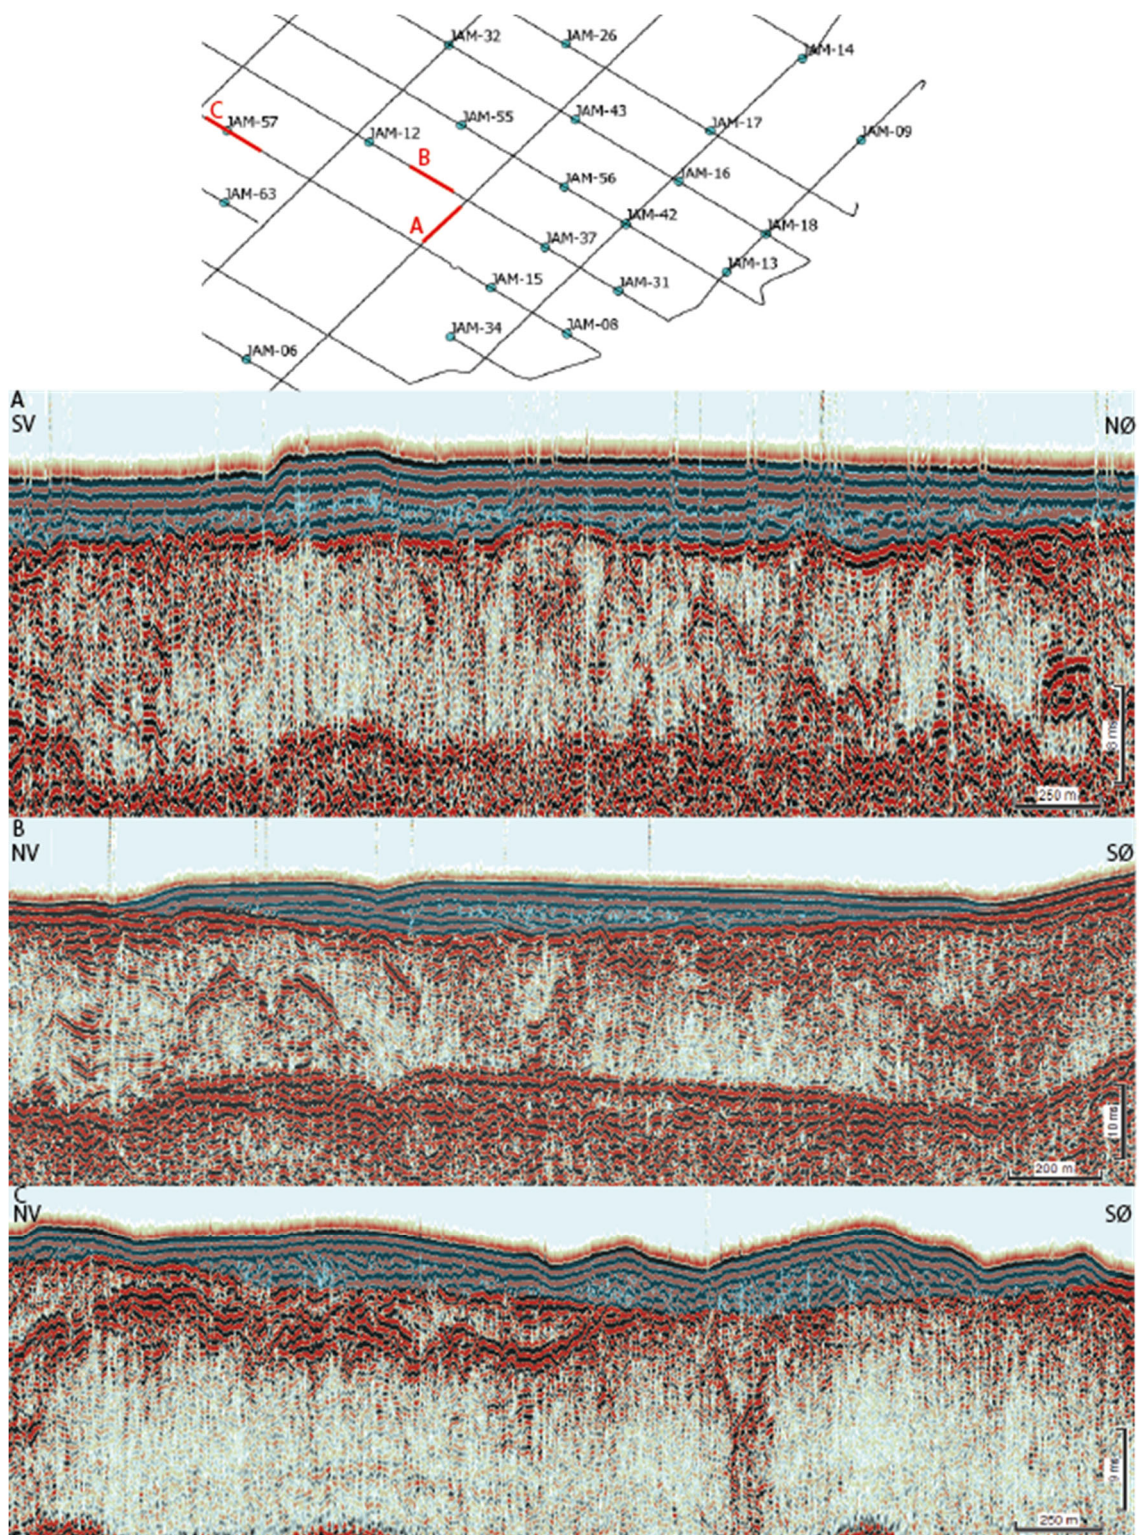 JAM-32
JAM-26
JAM-14
C
JAM-57
JAM-12
JAM-55
JAM-43
JAM-17
JAM-09
B
JAM-63
JAM-56
JAM-16
A
JAM-42
JAM-37
JAM-18
JAM-15
JAM-31
JAM-13
JAM-34
JAM-08
JAM-06
A
SV
NØ
8 ms
250 m
B
NV
SØ
10 ms
200 m
C
NV
SØ
9 ms
250 m